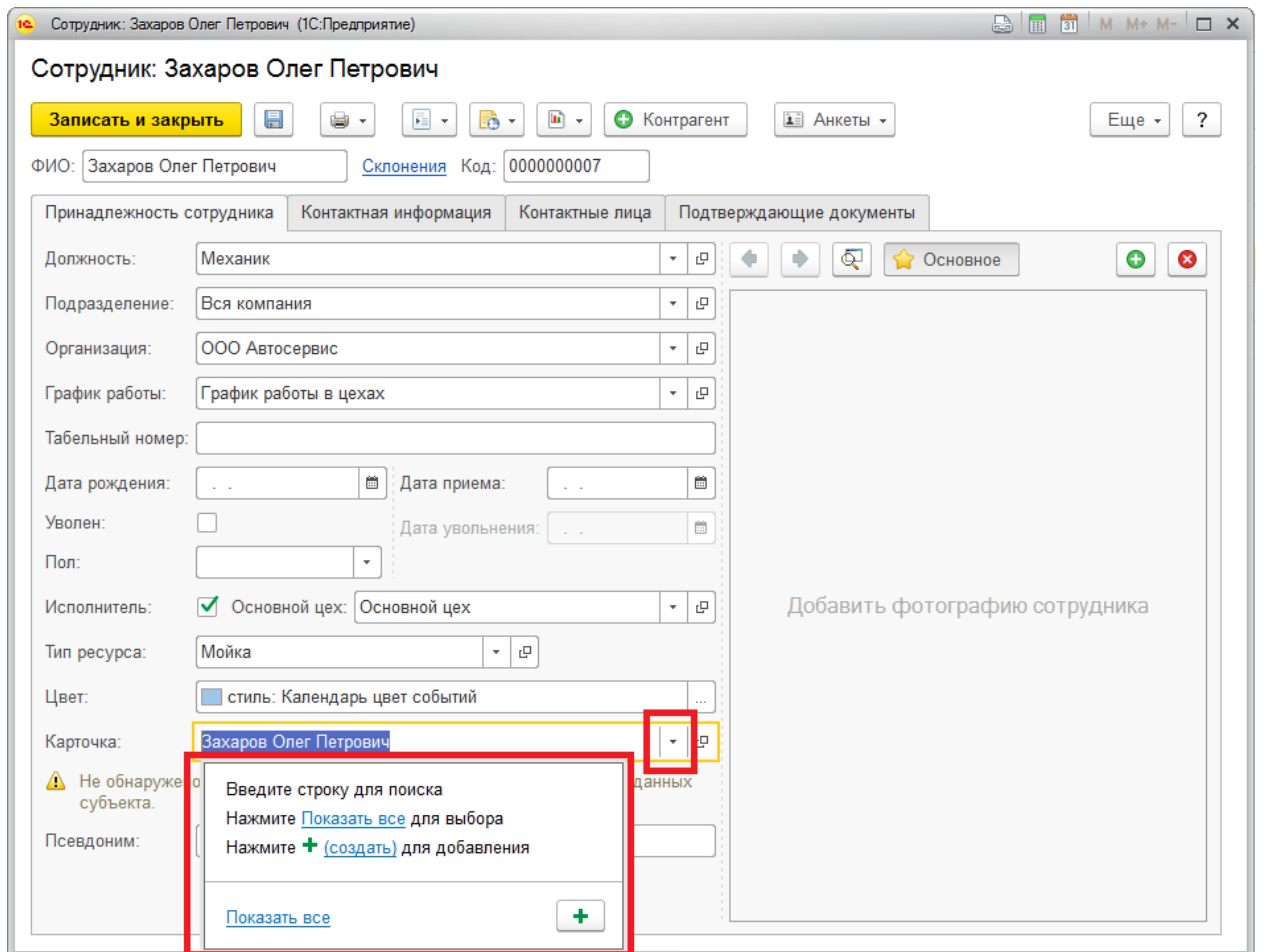 Сотрудник: Захаров Олег Петрович (1С:Предприятие)
31 M M+ M-
Сотрудник: Захаров Олег Петрович
Записать и закрыть Контрагент Анкеты Еще ?
ФИО: Захаров Олег Петрович Склонения Код: 0000000007
Принадлежность сотрудника Контактная информация Контактные лица Подтверждающие документы
Должность: Механик Основное
Подразделение: Вся компания
Организация: ООО Автосервис
График работы: График работы в цехах
Табельный номер:
Дата рождения: . . Дата приема: . .
Уволен: Дата увольнения: . .
Пол:
Исполнитель: Основной цех: Основной цех
Добавить фотографию сотрудника
Тип ресурса: Мойка
Цвет: стиль: Календарь цвет событий ...
Карточка: Захаров Олег Петрович
Не обнаружено данных
субъекта.
Введите строку для поиска
Нажмите Показать все для выбора
Нажмите + (создать) для добавления
Псевдоним:
Показать все +